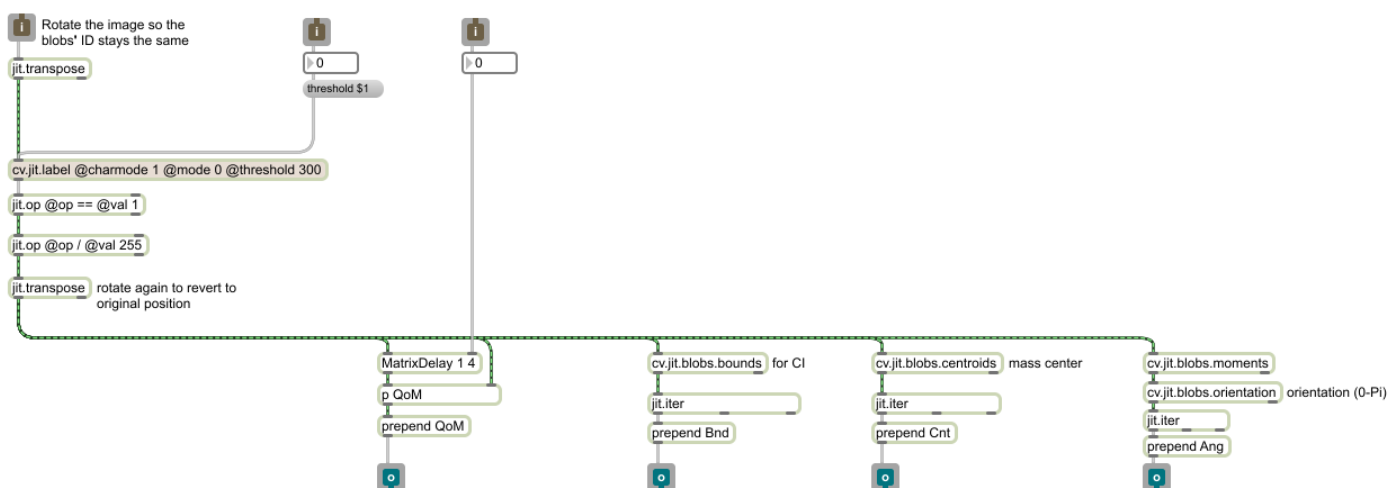 i
Rotate the image so the
blobs' ID stays the same
i
i
jit.transpose
0
0
threshold $1
cv.jit.label @charmode 1 @mode 0 @threshold 300
jit.op @op == @val 1
jit.op @op / @val 255
jit.transpose
rotate again to revert to
original position
MatrixDelay 1 4
p QoM
prepend QoM
o
cv.jit.blobs.bounds
for CI
jit.iter
prepend Bnd
o
cv.jit.blobs.centroids
mass center
jit.iter
prepend Cnt
o
cv.jit.blobs.moments
cv.jit.blobs.orientation
orientation (0-Pi)
jit.iter
prepend Ang
o